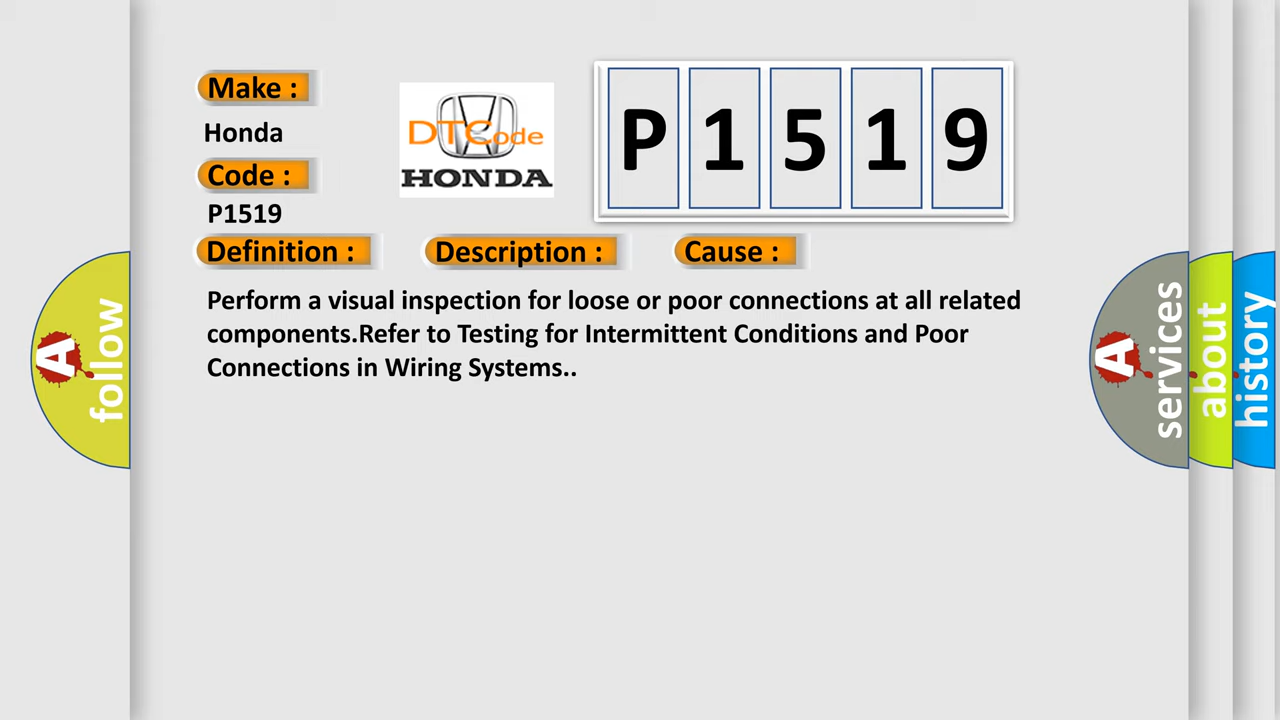 Make :
Honda
Code :
P1519
DTCode
HONDA
P 1 5 1 9
Definition :
Description :
Cause :
Perform a visual inspection for loose or poor connections at all related
componentsRefer to Testing for Intermittent Conditions and Poor
Connections in Wiring Systems..
A follow
A services
about
history